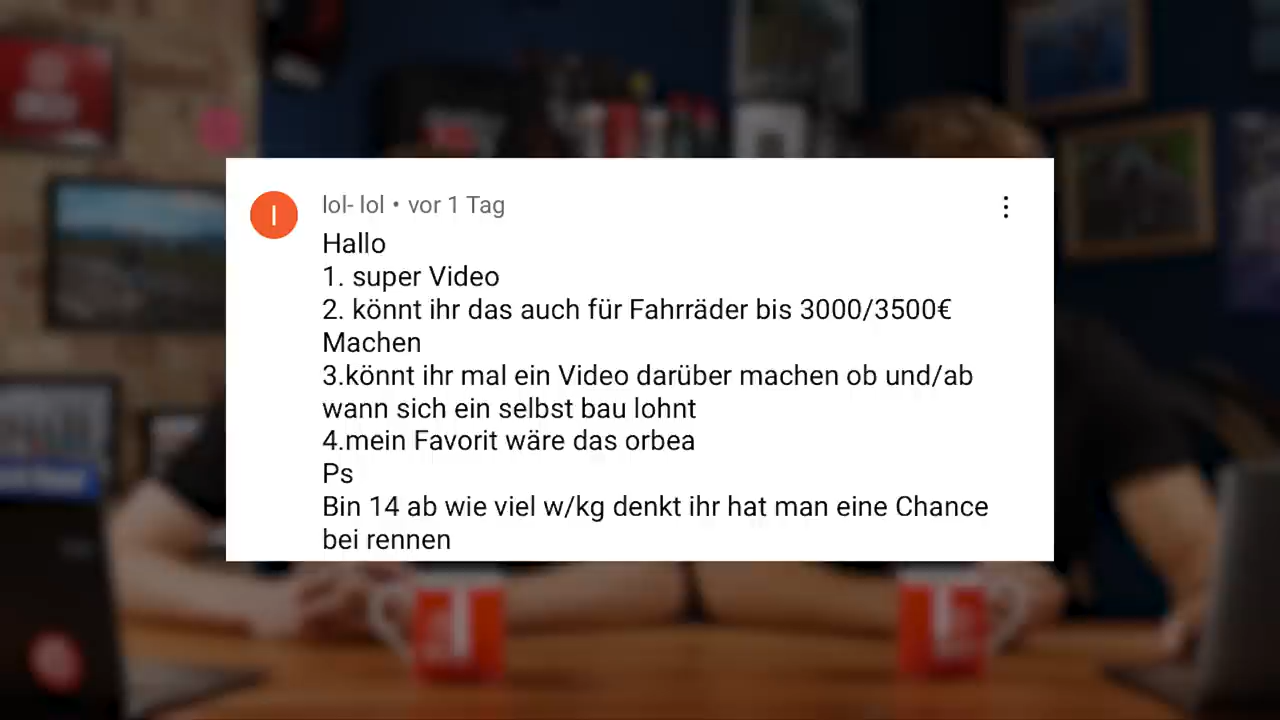 lol- lol • vor 1 Tag
Hallo
1. super Video
2. könnt ihr das auch für Fahrräder bis 3000/3500€
Machen
3.könnt ihr mal ein Video darüber machen ob und/ab
wann sich ein selbst bau lohnt
4.mein Favorit wäre das orbea
Ps
Bin 14 ab wie viel w/kg denkt ihr hat man eine Chance
bei rennen